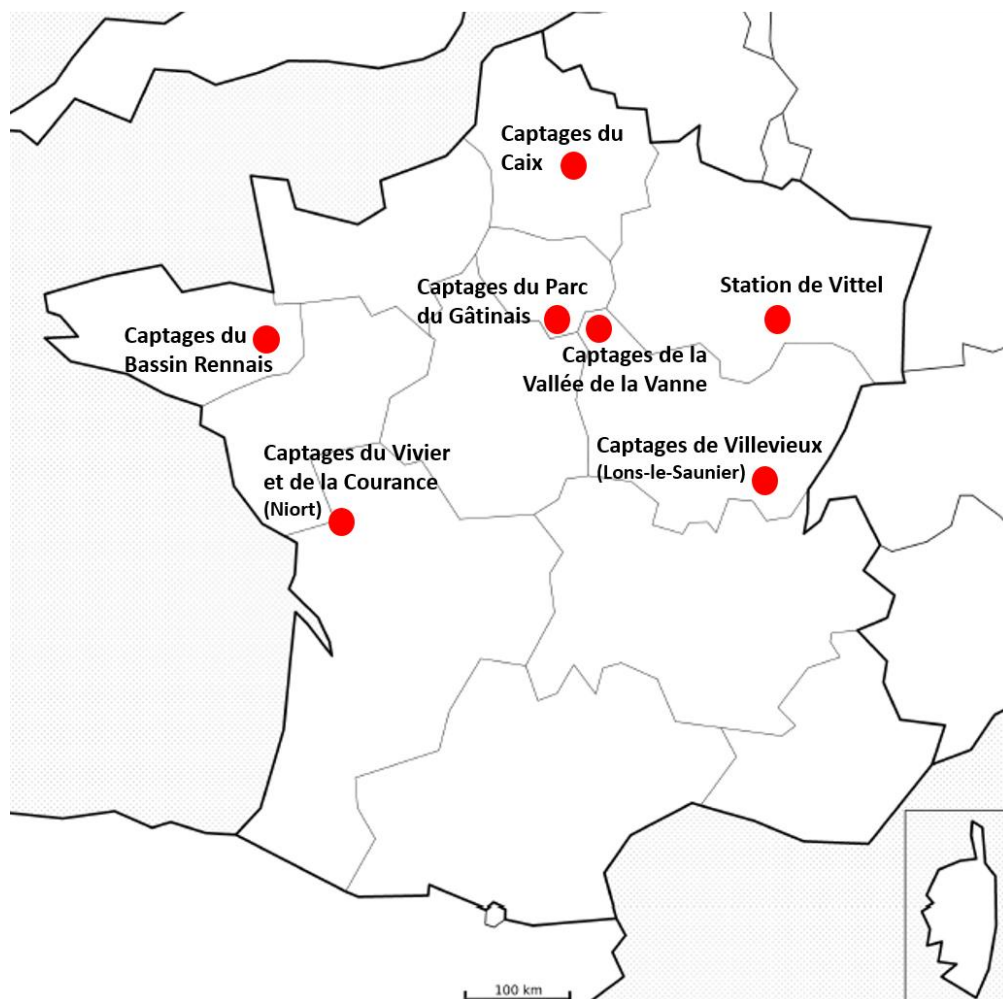 Captages du
Caix
Captages du Parc
du Gâtinais
Station de Vittel
Captages du
Bassin Rennais
Captages de la
Vallée de la Vanne
Captages du Vivier
et de la Courance
(Niort)
Captages de Villevieux
(Lons-le-Saunier)
100 km